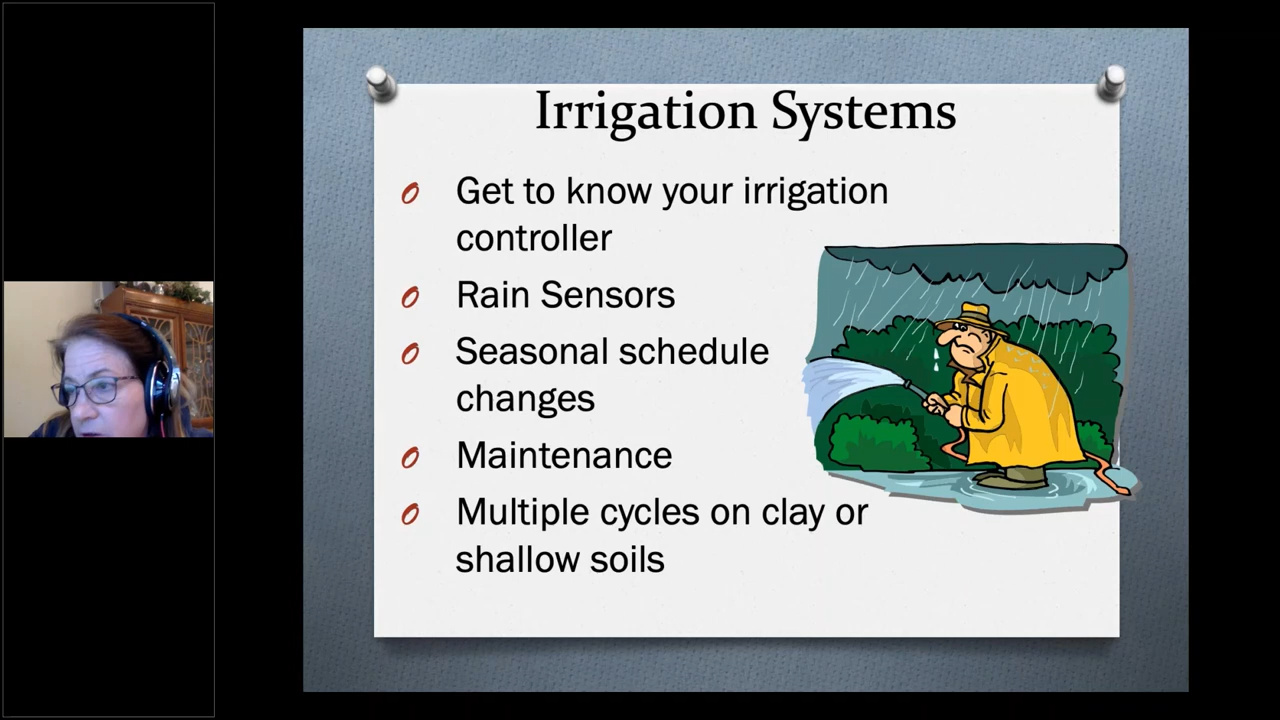 Irrigation Systems
Get to know your irrigation
controller
Rain Sensors
Seasonal schedule
changes
Maintenance
Multiple cycles on clay or
shallow soils